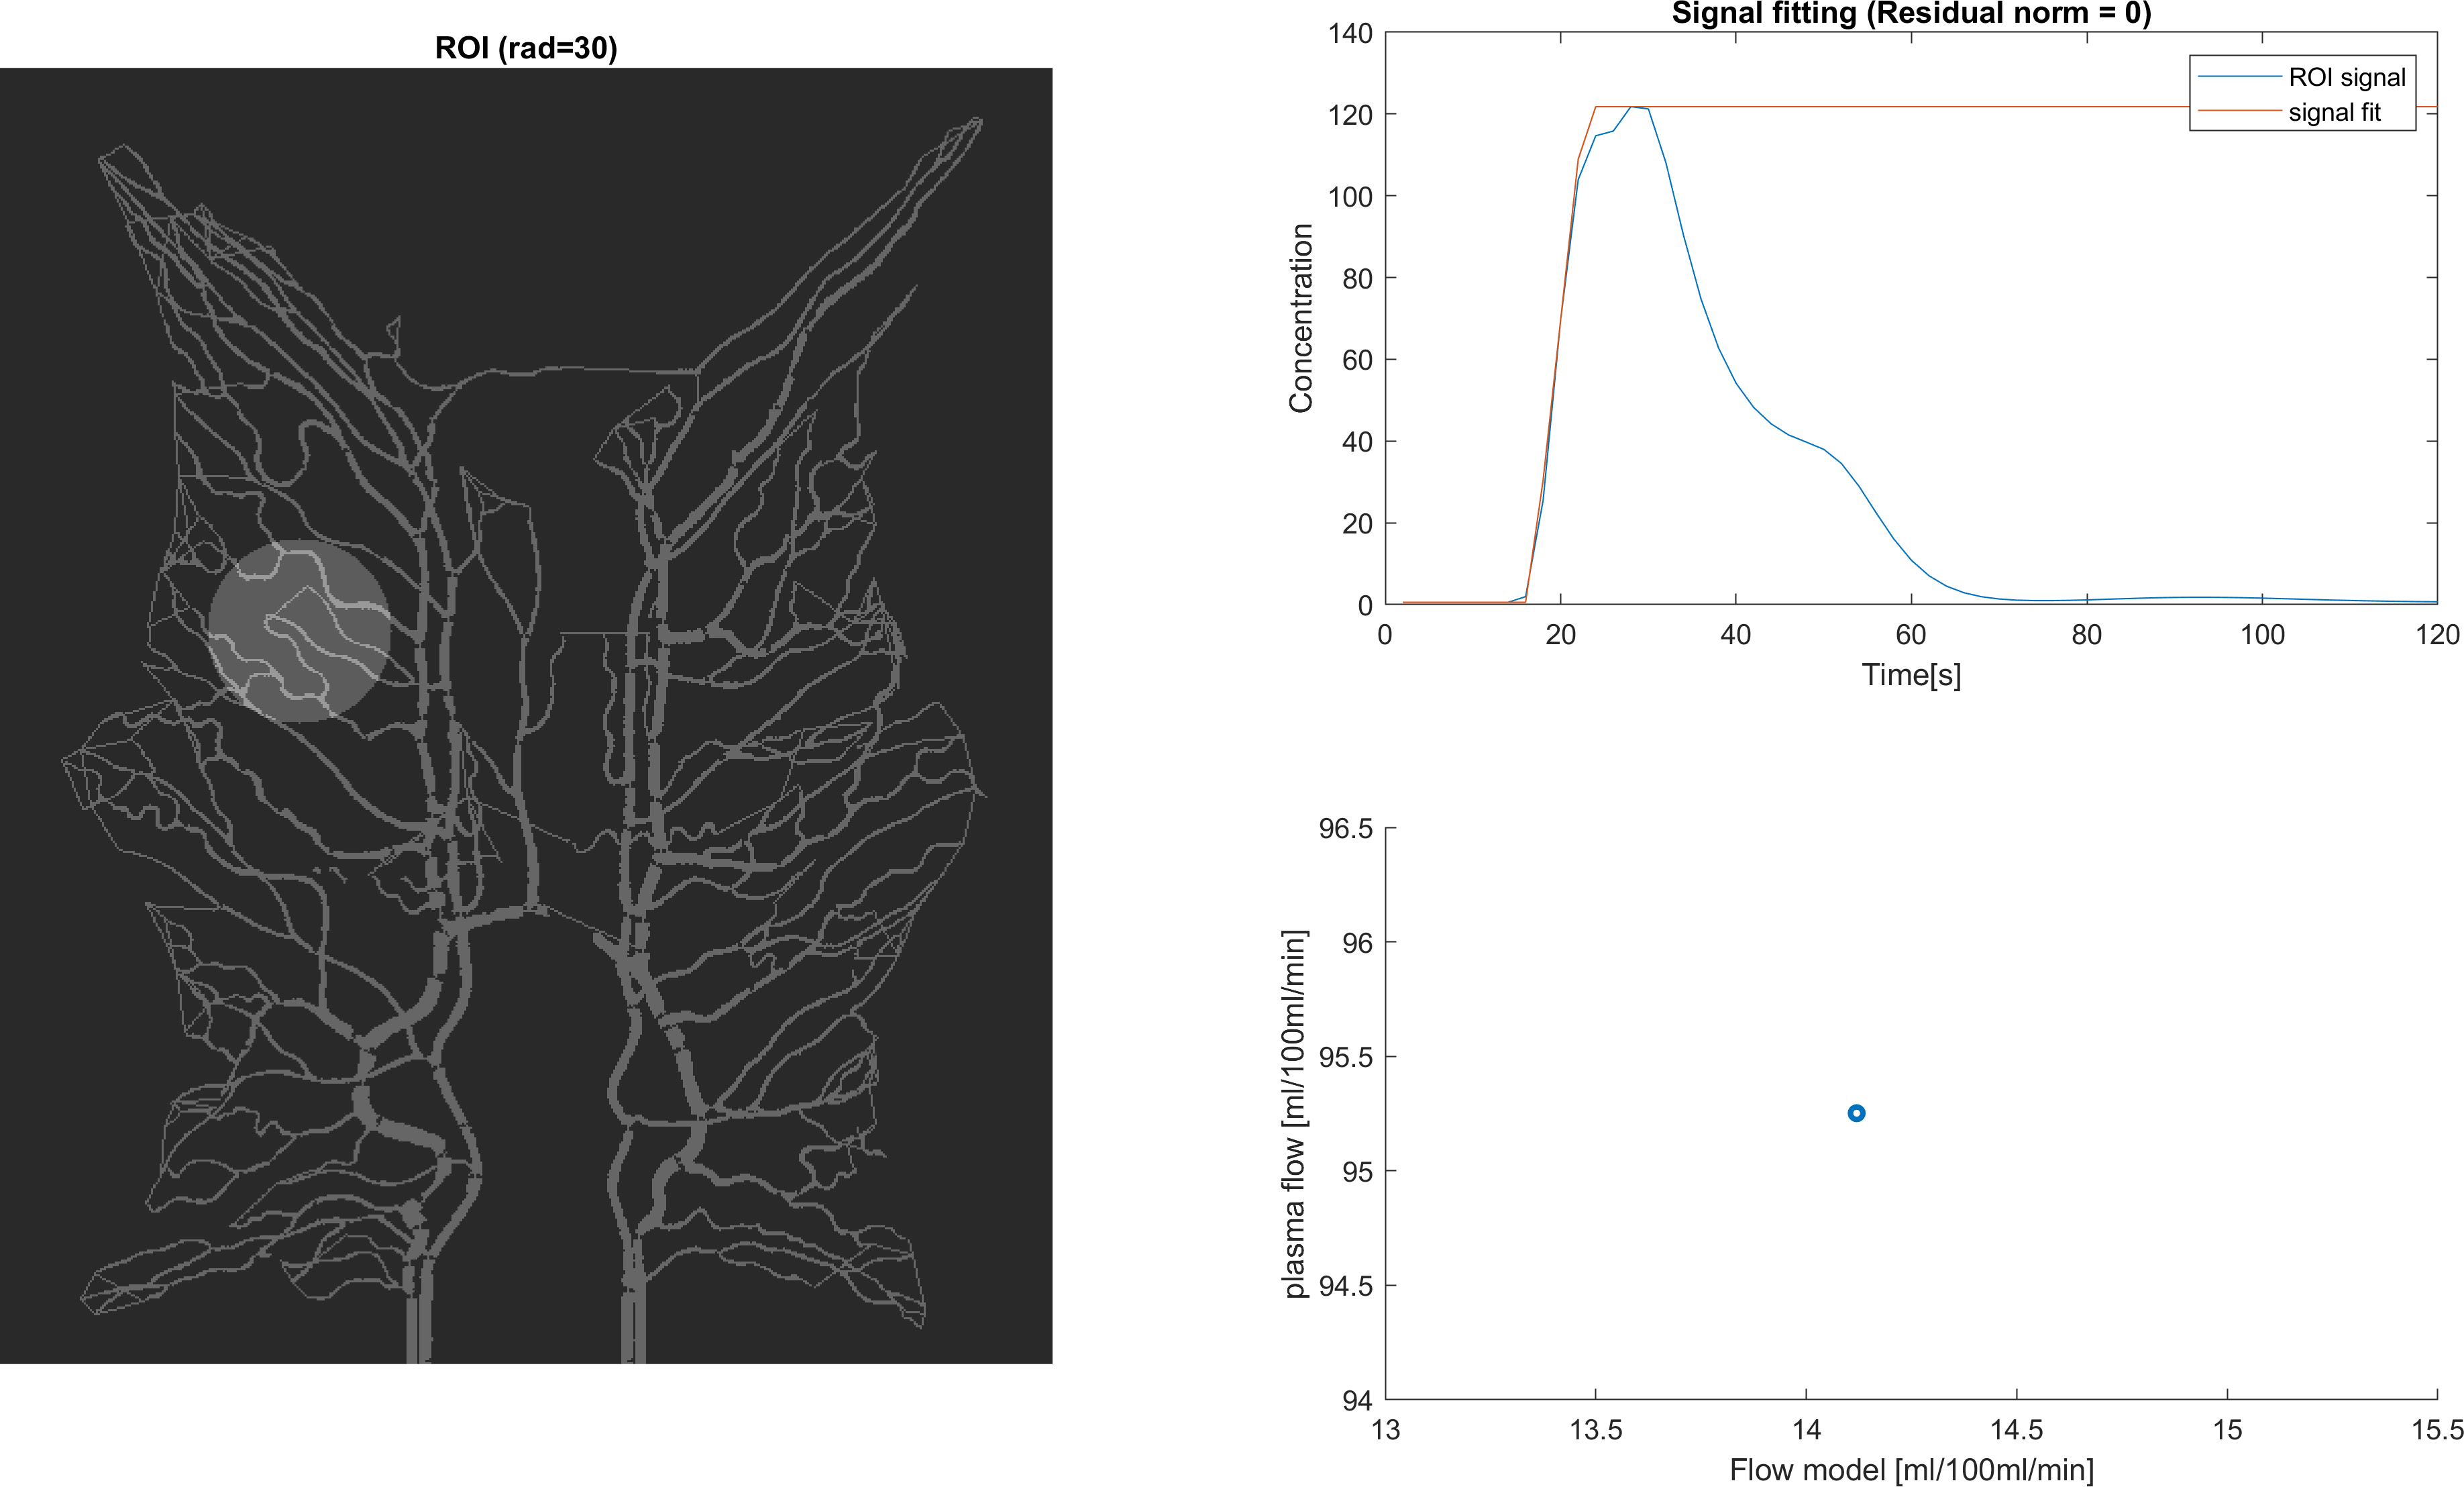 ROI (rad=30)
Signal fitting (Residual norm = 0)
140
120
100
80
60
40
20
0
Concentration
ROI signal
signal fit
0 20 40 60 80 100 120
Time[s]
96.5
96
95.5
95
94.5
94
plasma flow [ml/100ml/min]
13 13.5 14 14.5 15 15.5
Flow model [ml/100ml/min]